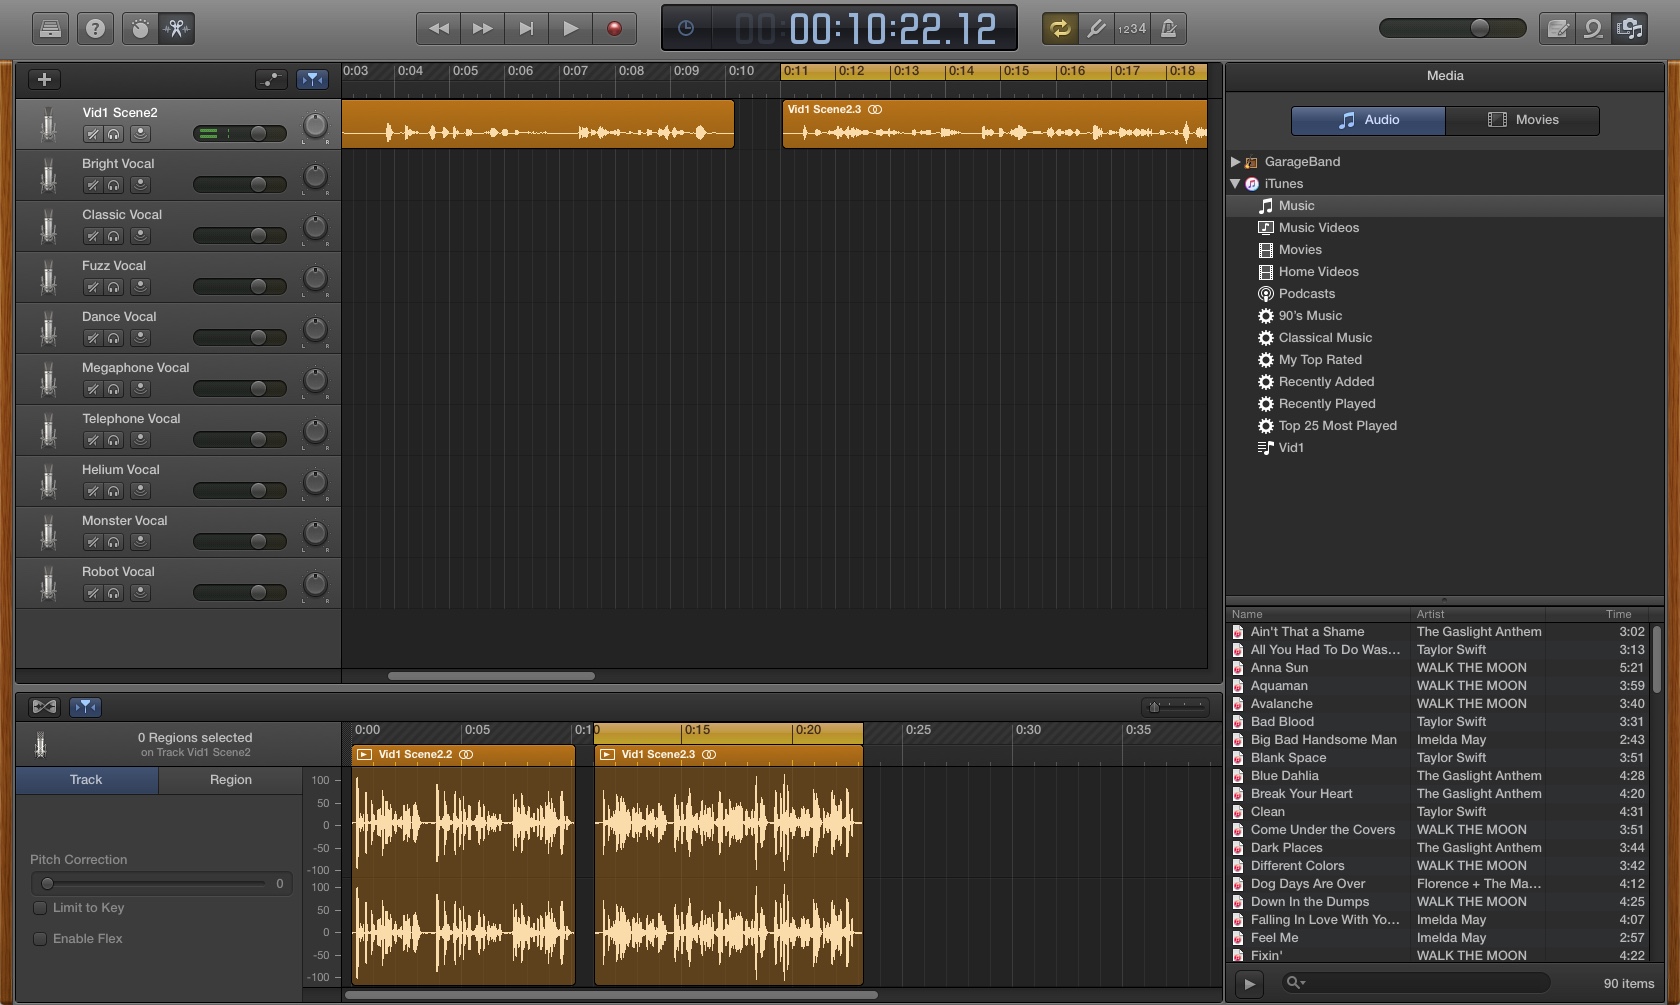 ?
00:10:22.12
1234
0:03 0:04 0:05 0:06 0:07 0:08 0:09 0:10 0:11 0:12 0:13 0:14 0:15 0:16 0:17 0:18
Vid1 Scene2
L R
Vid1 Scene2.3
Bright Vocal
L R
Classic Vocal
L R
Fuzz Vocal
L R
Dance Vocal
L R
Megaphone Vocal
L R
Telephone Vocal
L R
Helium Vocal
L R
Monster Vocal
L R
Robot Vocal
L R
0 Regions selected
on Track Vid1 Scene2
Track Region
Pitch Correction
0
Limit to Key
Enable Flex
0:00 0:05 0:10 0:15 0:20 0:25 0:30 0:35
Vid1 Scene2.2 Vid1 Scene2.3
100
50
0
-50
-100
100
50
0
-50
-100
Media
Audio Movies
GarageBand
iTunes
Music
Music Videos
Movies
Home Videos
Podcasts
90's Music
Classical Music
My Top Rated
Recently Added
Recently Played
Top 25 Most Played
Vid1
Name Artist Time
Ain't That a Shame The Gaslight Anthem 3:02
All You Had To Do Was... Taylor Swift 3:13
Anna Sun WALK THE MOON 5:21
Aquaman WALK THE MOON 3:59
Avalanche WALK THE MOON 3:40
Bad Blood Taylor Swift 3:31
Big Bad Handsome Man Imelda May 2:43
Blank Space Taylor Swift 3:51
Blue Dahlia The Gaslight Anthem 4:28
Break Your Heart The Gaslight Anthem 4:20
Clean Taylor Swift 4:31
Come Under the Covers WALK THE MOON 3:51
Dark Places The Gaslight Anthem 3:44
Different Colors WALK THE MOON 3:42
Dog Days Are Over Florence + The Ma... 4:12
Down In the Dumps WALK THE MOON 4:25
Falling In Love With Yo... Imelda May 4:07
Feel Me Imelda May 2:57
Fixin' WALK THE MOON 4:22
90 items